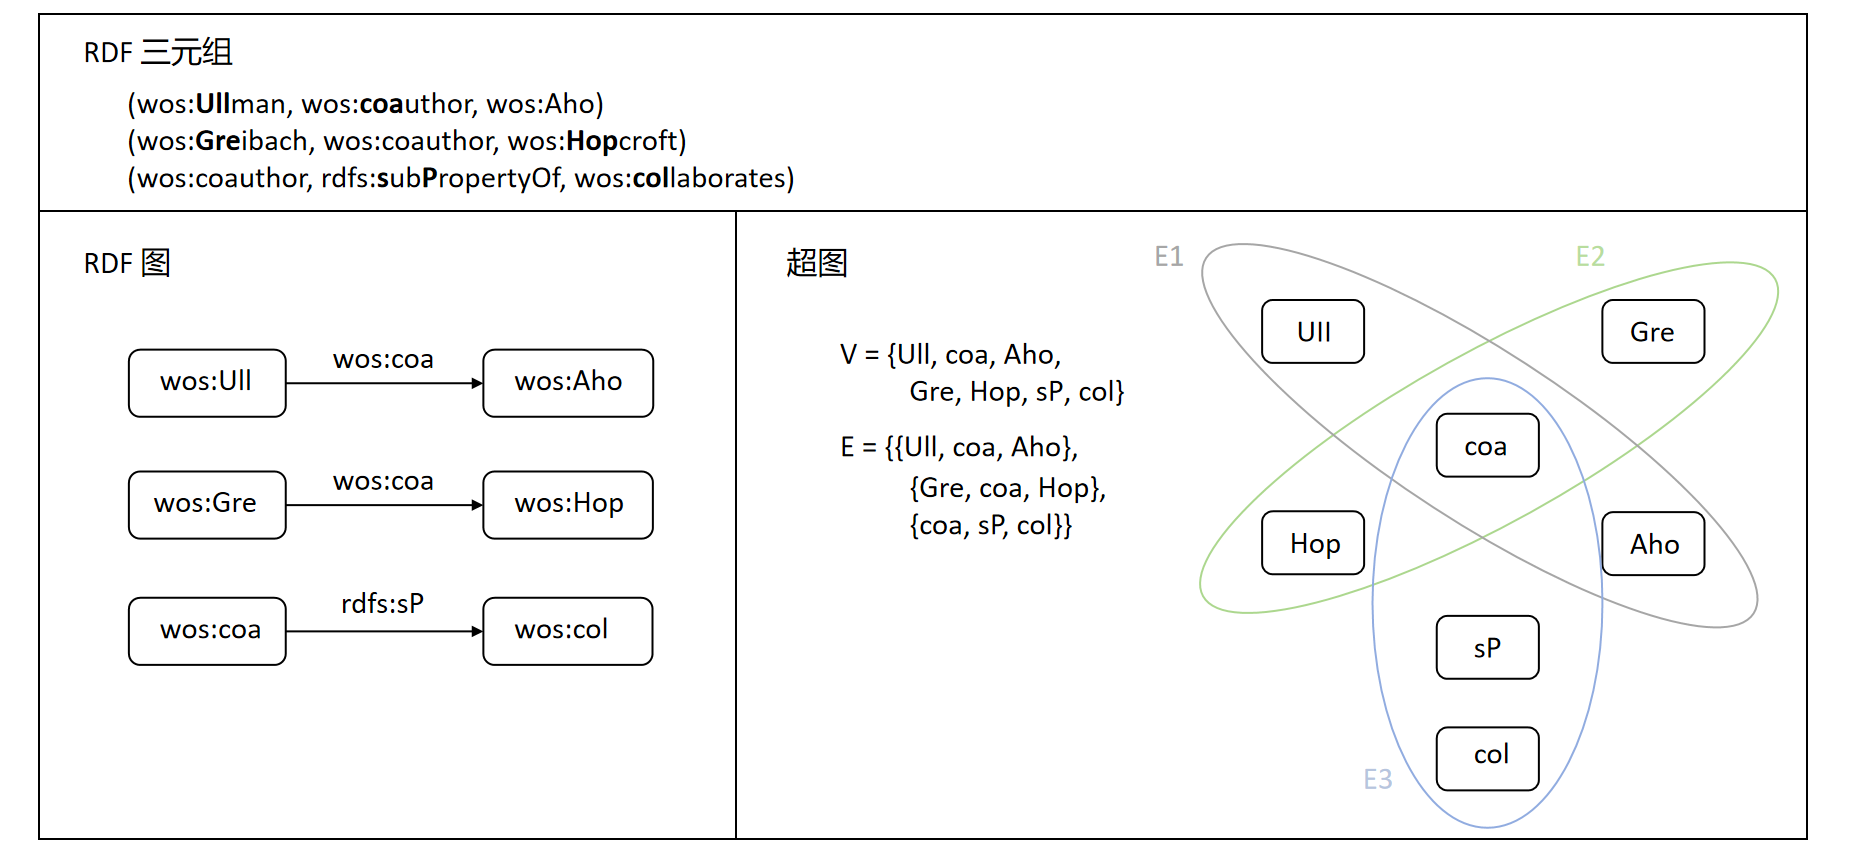 RDF 三元组
(wos:Ullman, wos:coauthor, wos:Aho)
(wos:Greibach, wos:coauthor, wos:Hopcroft)
(wos:coauthor, rdfs:subPropertyOf, wos:collaborates)
RDF 图
wos:Ull
wos:coa
wos:Aho
wos:Gre
wos:coa
wos:Hop
wos:coa
rdfs:sP
wos:col
超图
V = {Ull, coa, Aho,
Gre, Hop, sP, col}
E = {{Ull, coa, Aho},
{Gre, coa, Hop},
{coa, sP, col}}
E1
E2
Ull
Gre
coa
Hop
Aho
sP
col
E3